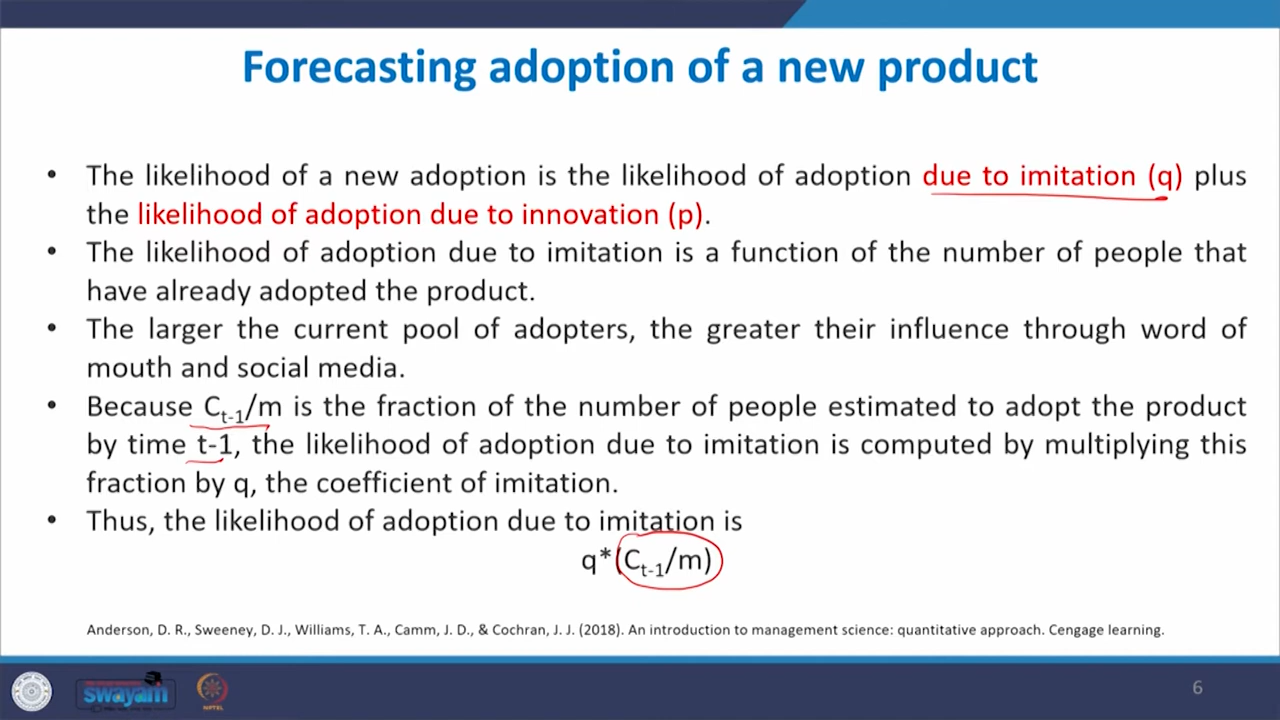 Forecasting adoption of a new product
• The likelihood of a new adoption is the likelihood of adoption due to imitation (q) plus
the likelihood of adoption due to innovation (p).
• The likelihood of adoption due to imitation is a function of the number of people that
have already adopted the product.
• The larger the current pool of adopters, the greater their influence through word of
mouth and social media.
• Because Ct-1/m is the fraction of the number of people estimated to adopt the product
by time t-1, the likelihood of adoption due to imitation is computed by multiplying this
fraction by q, the coefficient of imitation.
• Thus, the likelihood of adoption due to imitation is
q*(Ct-1/m)
Anderson, D. R., Sweeney, D. J., Williams, T. A., Camm, J. D., & Cochran, J. J. (2018). An introduction to management science: quantitative approach. Cengage learning.
swayam
NPTEL
6